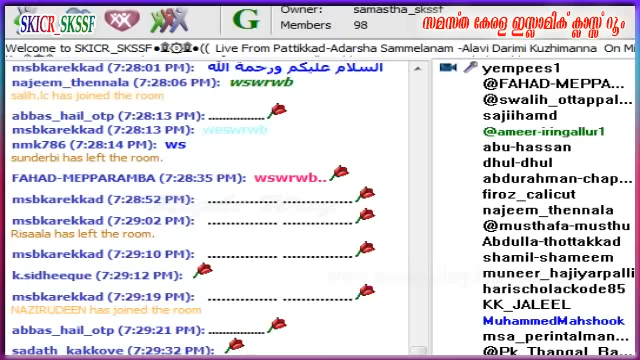 SKICR_SKSSF
G
Owner: samastha_skssf
Members 98
സമസ്ത കേരള ഇസ്ലാമിക് ക്ലാസ്സ് റൂം
Welcome to SKICR_SKSSF Live From Pattikkad-Adarsha Sammelanam -Alavi Darimi Kuzhimanna On Mi
msbkarekkad (7:28:01 PM): السلام عليكم ورحمة الله
najeem_thennala (7:28:06 PM): wswrwb
salih.lc has joined the room
abbas_hail_otp (7:28:13 PM): ................
msbkarekkad (7:28:13 PM): weswrwb
nmk786 (7:28:14 PM): ws
sunderbi has left the room.
FAHAD-MEPPARAMBA (7:28:35 PM): wswrwb..
msbkarekkad (7:28:52 PM): ................ ................
msbkarekkad (7:29:02 PM): ................ ................
Risaala has left the room.
msbkarekkad (7:29:10 PM): ................ ................
k.sidheeque (7:29:12 PM):
msbkarekkad (7:29:19 PM): ................ ................
NAZIRUDEEN has joined the room
abbas_hail_otp (7:29:21 PM): ................
sadath_kakkove (7:29:32 PM):
yempees1
@FAHAD-MEPPA...
@swalih_ottappal...
sajiihamd
@ameer-iringallur1
abu-hassan
dhul-dhul
abdurahman-chap...
firoz_calicut
najeem_thennala
@musthafa-musthu
Abdulla-thottakkad
shamil-shameem
muneer_hajiyarpalli
harischolackode85
KK_JALEEL
MuhammedMahshook
msa_perintalman...
@Pk_Thangal_Ra...